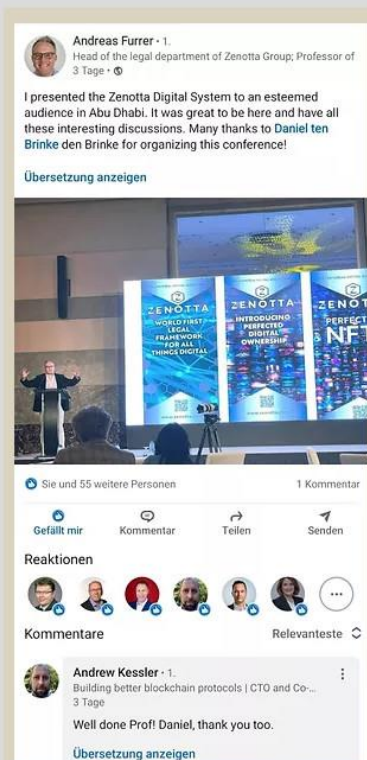 Andreas Furrer · 1.
Head of the legal department of Zenotta Group; Professor of
3 Tage ·
I presented the Zenotta Digital System to an esteemed
audience in Abu Dhabi. It was great to be here and have all
these interesting discussions. Many thanks to Daniel ten
Brinke den Brinke for organizing this conference!
Übersetzung anzeigen
ZENOTTA
WORLD FIRST
LEGAL
FRAMEWORK
FOR ALL
THINGS DIGITAL
ZENOTTA
INTRODUCING
PERFECTED
DIGITAL
OWNERSHIP
ZENOT
PERFECT
NF
Sie und 55 weitere Personen
1 Kommentar
Gefällt mir
Kommentar
Teilen
Senden
Reaktionen
Kommentare
Relevanteste
Andrew Kessler · 1.
Building better blockchain protocols | CTO and Co-...
3 Tage
Well done Prof! Daniel, thank you too.
Übersetzung anzeigen